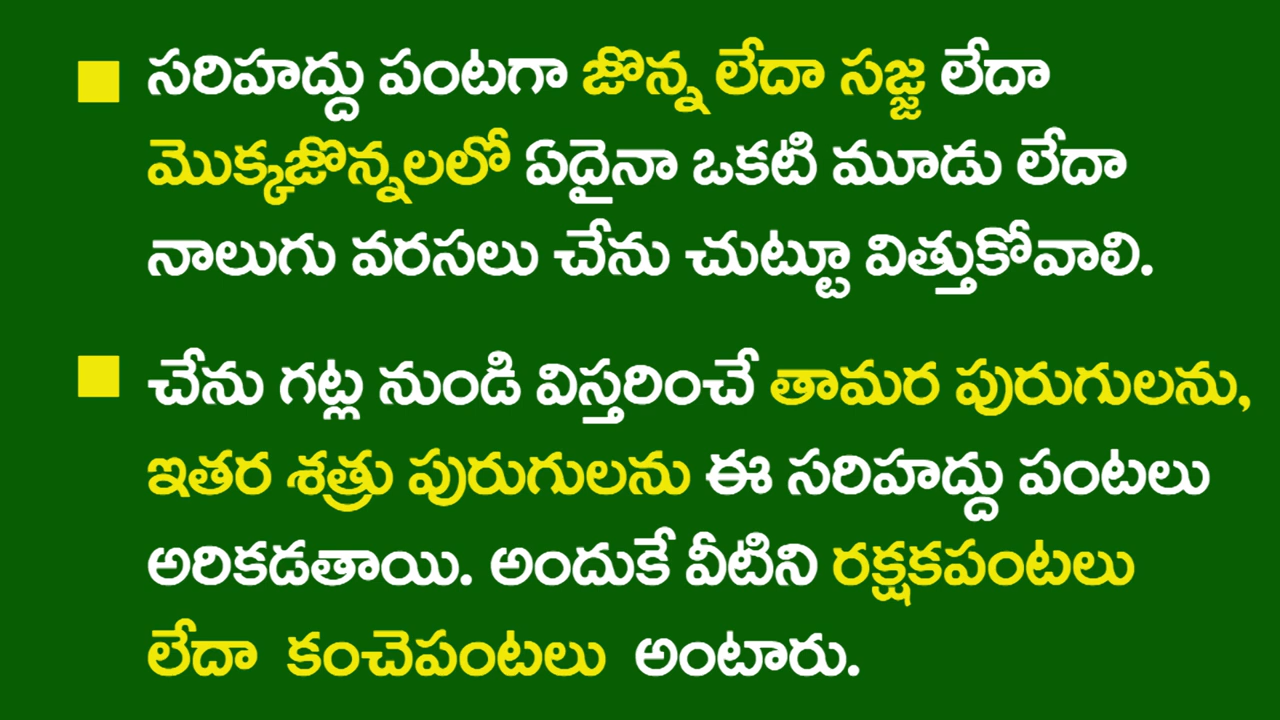 సరిహద్దు పంటగా జొన్న లేదా సజ్జ లేదా
మొక్కజొన్నలలో ఏదైనా ఒకటి మూడు లేదా
నాలుగు వరసలు చేను చుట్టూ విత్తుకోవాలి.
చేను గట్ల నుండి విస్తరించే తామర పురుగులను,
ఇతర శత్రు పురుగులను ఈ సరిహద్దు పంటలు
అరికడతాయి. అందుకే వీటిని రక్షకపంటలు
లేదా కంచెపంటలు అంటారు.